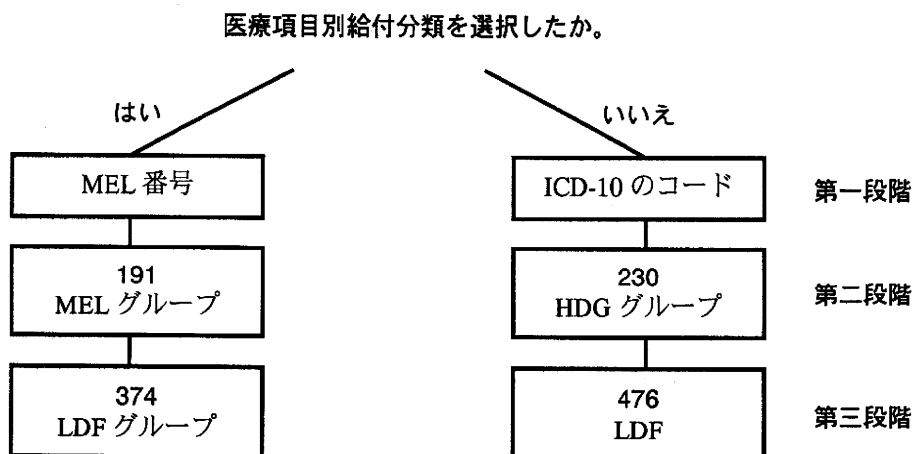 医療項目別給付分類を選択したか。
はい
いいえ
MEL 番号
ICD-10 のコード
第一段階
191
MEL グループ
230
HDG グループ
第二段階
374
LDF グループ
476
LDF
第三段階